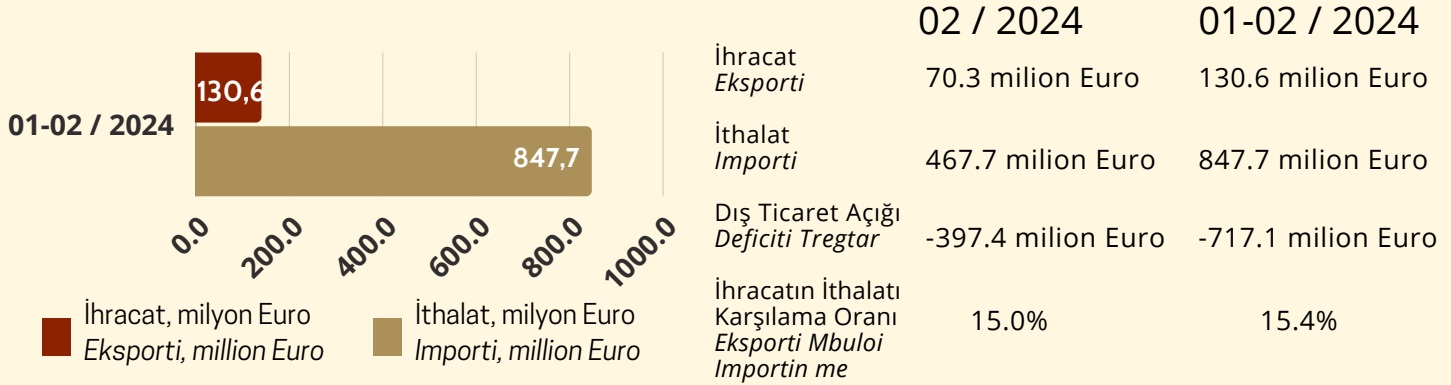 01-02 / 2024
130,6
847,7
0.0
200.0
400.0
600.0
800.0
1000.0
İhracat, milyon Euro
Eksporti, million Euro
İthalat, milyon Euro
Importi, million Euro
02 / 2024
01-02 / 2024
İhracat
Eksporti
70.3 milion Euro
130.6 milion Euro
İthalat
Importi
467.7 milion Euro
847.7 milion Euro
Dış Ticaret Açığı
Deficiti Tregtar
-397.4 milion Euro
-717.1 milion Euro
İhracatın İthalatı
Karşılama Oranı
Eksporti Mbuloi
Importin me
15.0%
15.4%